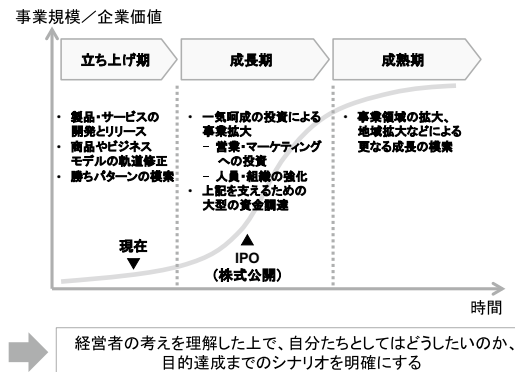 事業規模／企業価値
立ち上げ期
成長期
成熟期
・ 製品・サービスの
開発とリリース
・ 商品やビジネス
モデルの軌道修正
・ 勝ちパターンの模索
・ 一気呵成の投資による
事業拡大
− 営業・マーケティング
への投資
− 人員・組織の強化
・ 上記を支えるための
大型の資金調達
・ 事業領域の拡大、
地域拡大などによる
更なる成長の模索
現在
▼
▲
IPO
（株式公開）
時間
経営者の考えを理解した上で、自分たちとしてはどうしたいのか、
目的達成までのシナリオを明確にする